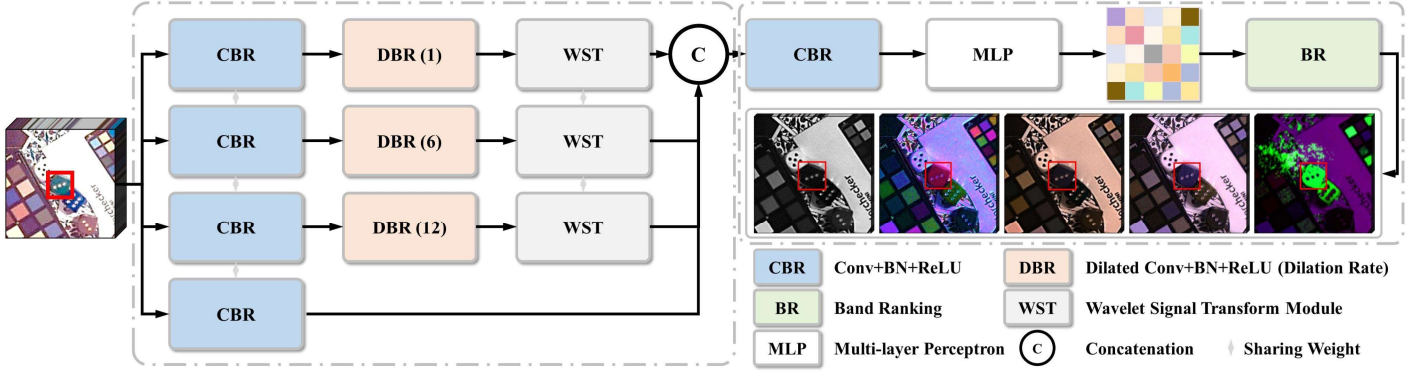 CBR DBR (1) WST C CBR MLP BR
CBR DBR (6) WST
CBR DBR (12) WST
CBR
CBR Conv+BN+ReLU DBR Dilated Conv+BN+ReLU (Dilation Rate)
BR Band Ranking WST Wavelet Signal Transform Module
MLP Multi-layer Perceptron C Concatenation Sharing Weight